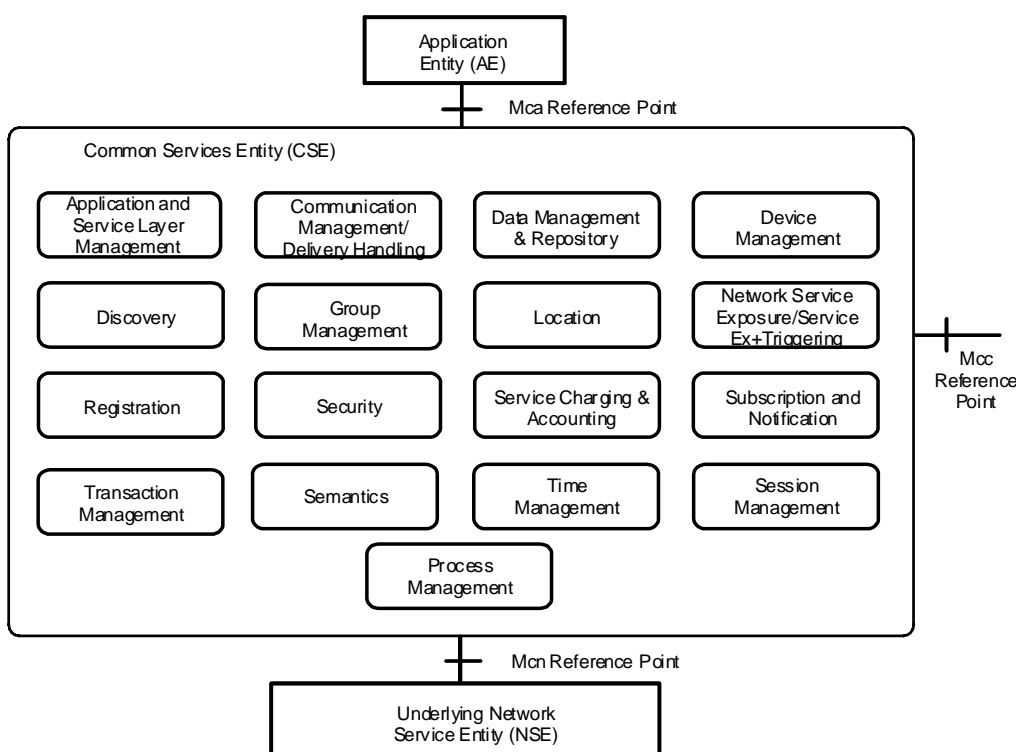 Application
Entity (AE)
Mca Reference Point
Common Services Entity (CSE)
Application and
Service Layer
Management
Communication
Management/
Delivery Handling
Data Management
& Repository
Device
Management
Discovery
Group
Management
Location
Network Service
Exposure/Service
Ex+Triggering
Mcc
Reference
Point
Registration
Security
Service Charging &
Accounting
Subscription and
Notification
Transaction
Management
Semantics
Time
Management
Session
Management
Process
Management
Mcn Reference Point
Underlying Network
Service Entity (NSE)